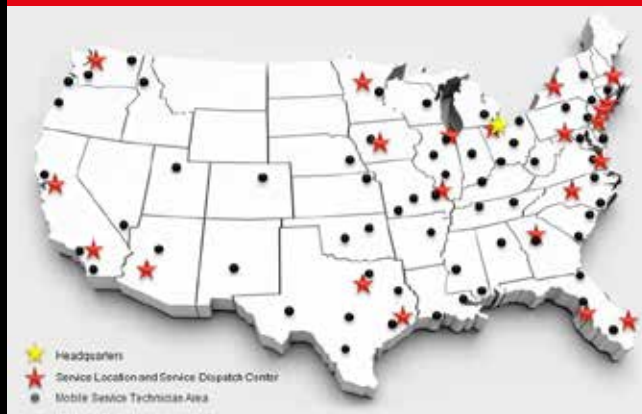 Headquarters
Service Location and Service Dispatch Center
Mobile Service Technician Area